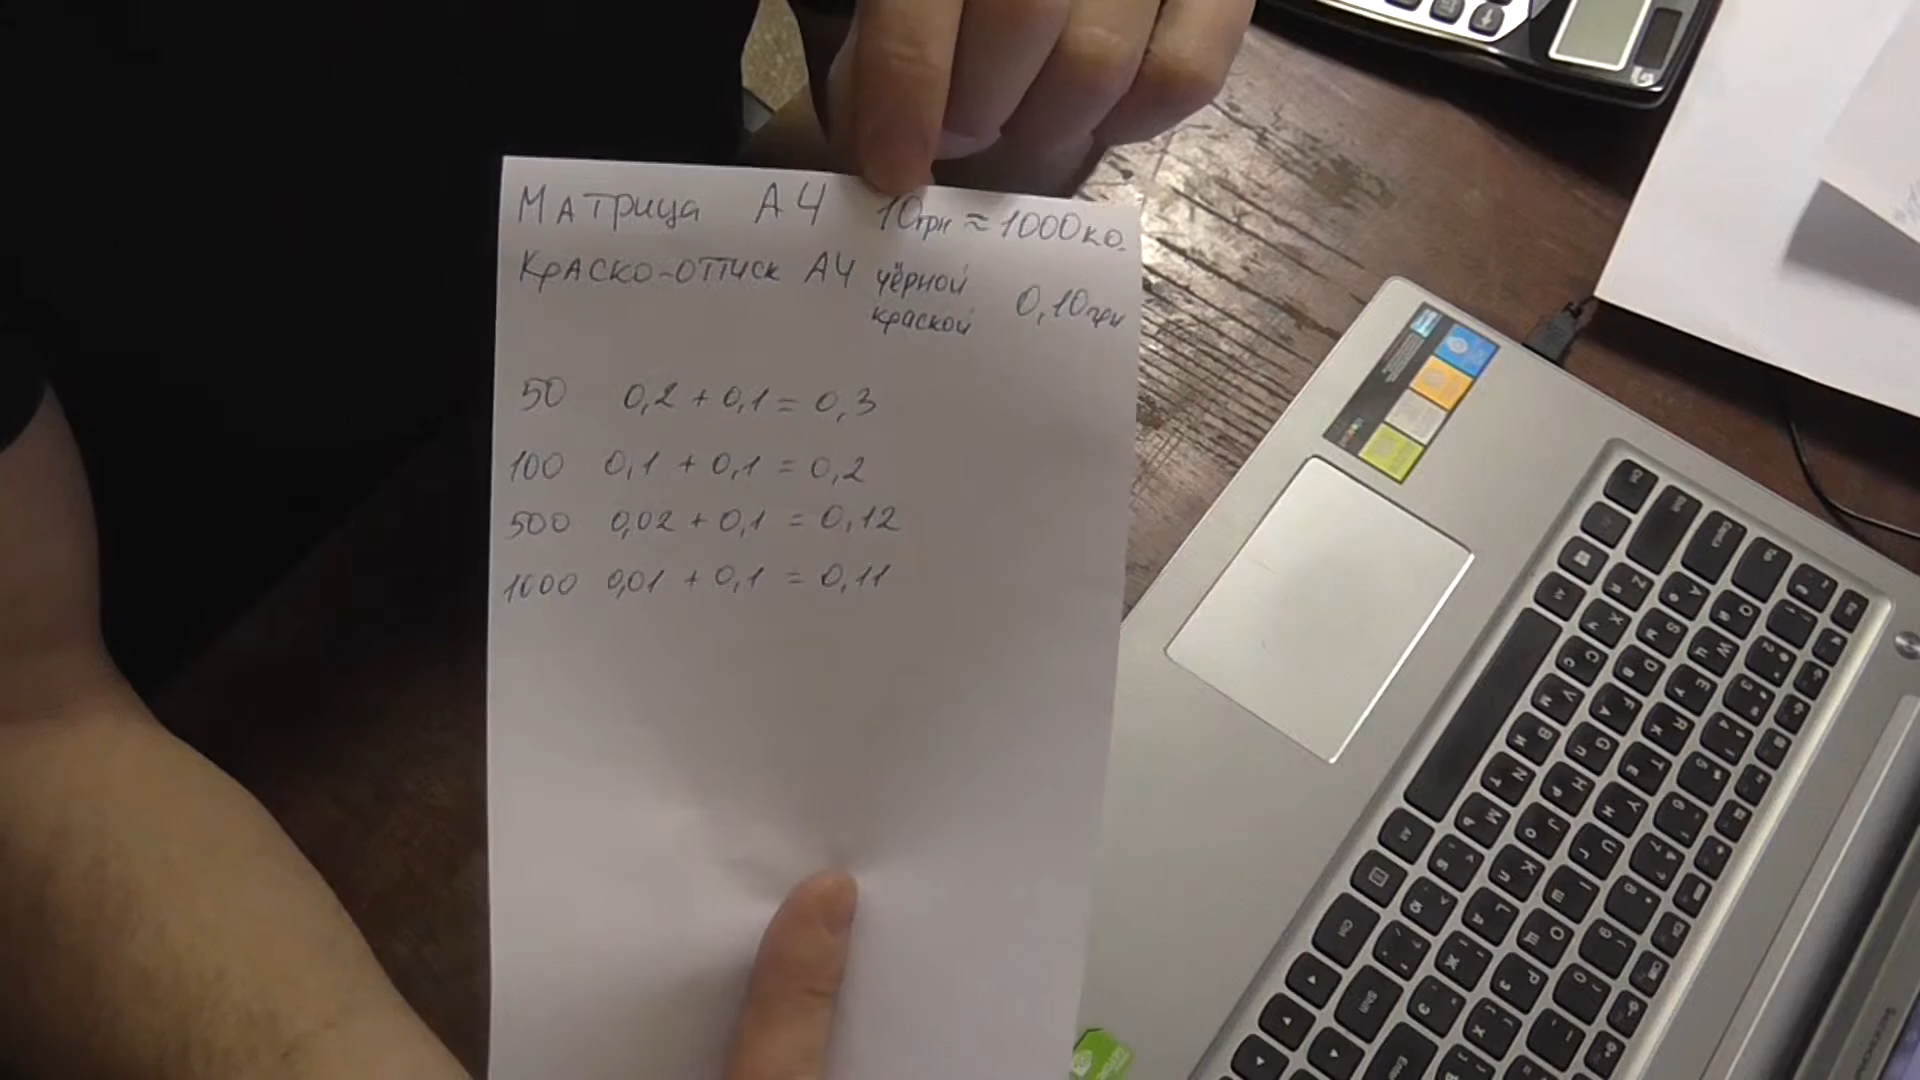 Матрица А4 10грн ≈ 1000ко.
Краско-оттиск А4 чёрной краской 0,10грн
50 0,2 + 0,1 = 0,3
100 0,1 + 0,1 = 0,2
500 0,02 + 0,1 = 0,12
1000 0,01 + 0,1 = 0,11